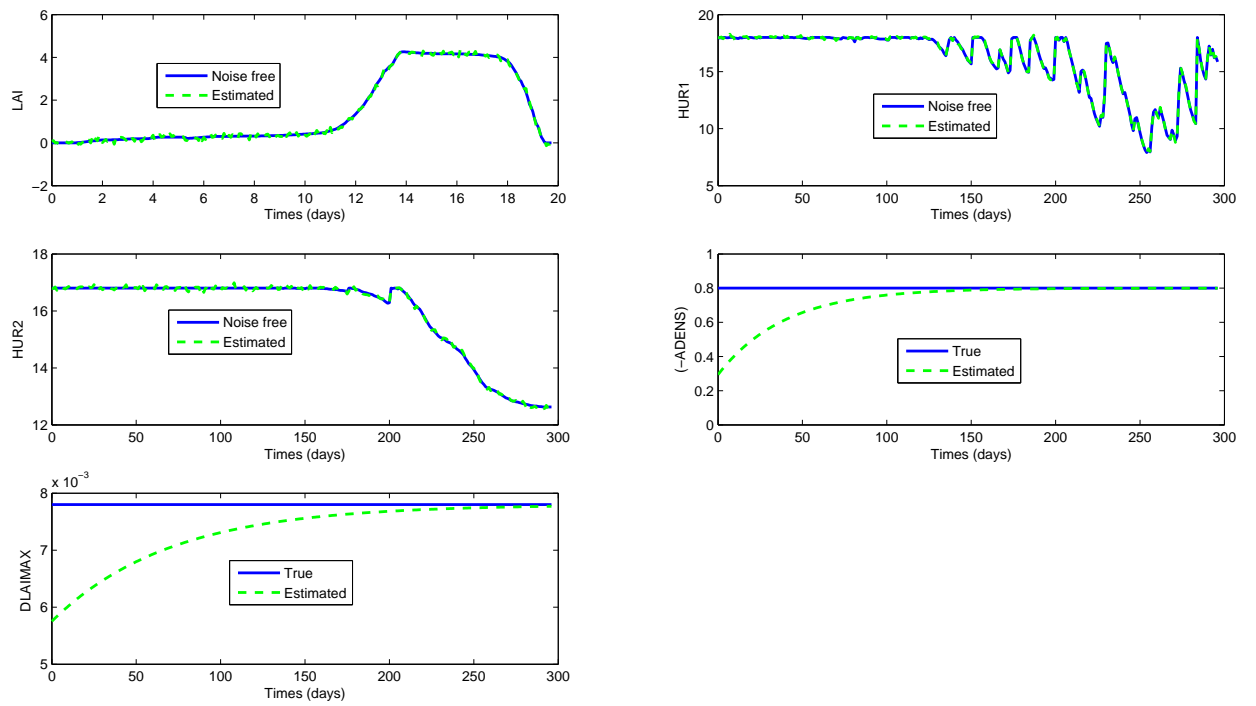 6
4
2
0
−2
LAI
Noise free
Estimated
0 2 4 6 8 10 12 14 16 18 20
Times (days)
20
15
10
5
HUR1
Noise free
Estimated
0 50 100 150 200 250 300
Times (days)
18
16
14
12
HUR2
Noise free
Estimated
0 50 100 150 200 250 300
Times (days)
1
0.8
0.6
0.4
0.2
0
(−ADENS)
True
Estimated
0 50 100 150 200 250 300
Times (days)
x 10⁻³
8
7
6
5
DLAIMAX
True
Estimated
0 50 100 150 200 250 300
Times (days)